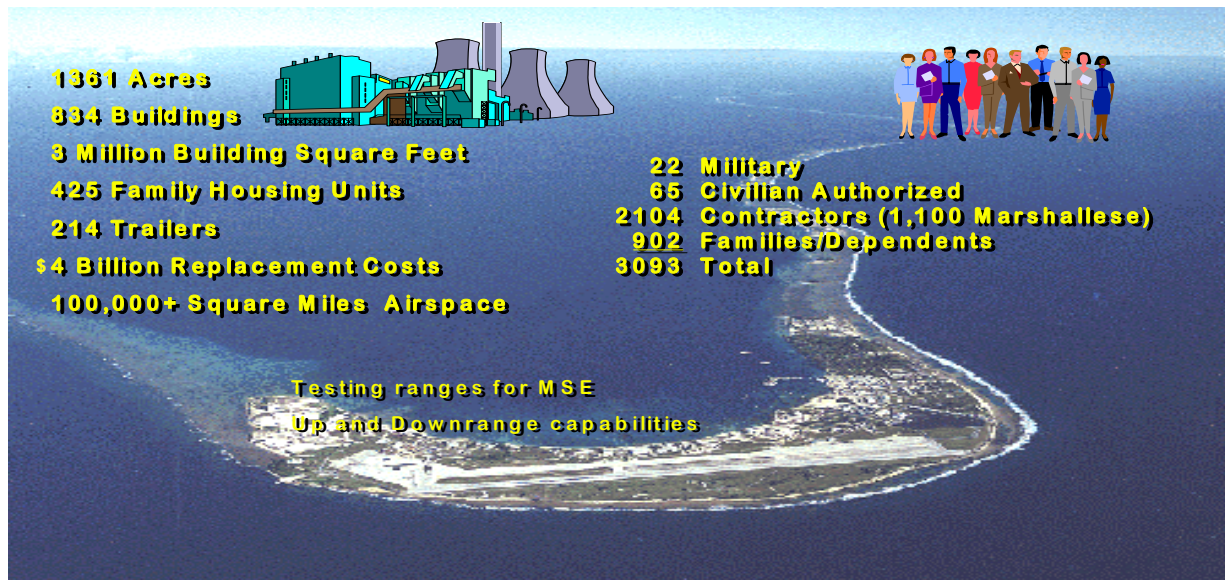 1361 Acres
834 Buildings
3 Million Building Square Feet
425 Family Housing Units
214 Trailers
$4 Billion Replacement Costs
100,000+ Square Miles Airspace
22 Military
65 Civilian Authorized
2104 Contractors (1,100 Marshallese)
902 Families/Dependents
3093 Total
Testing ranges for MSE
Up and Downrange capabilities